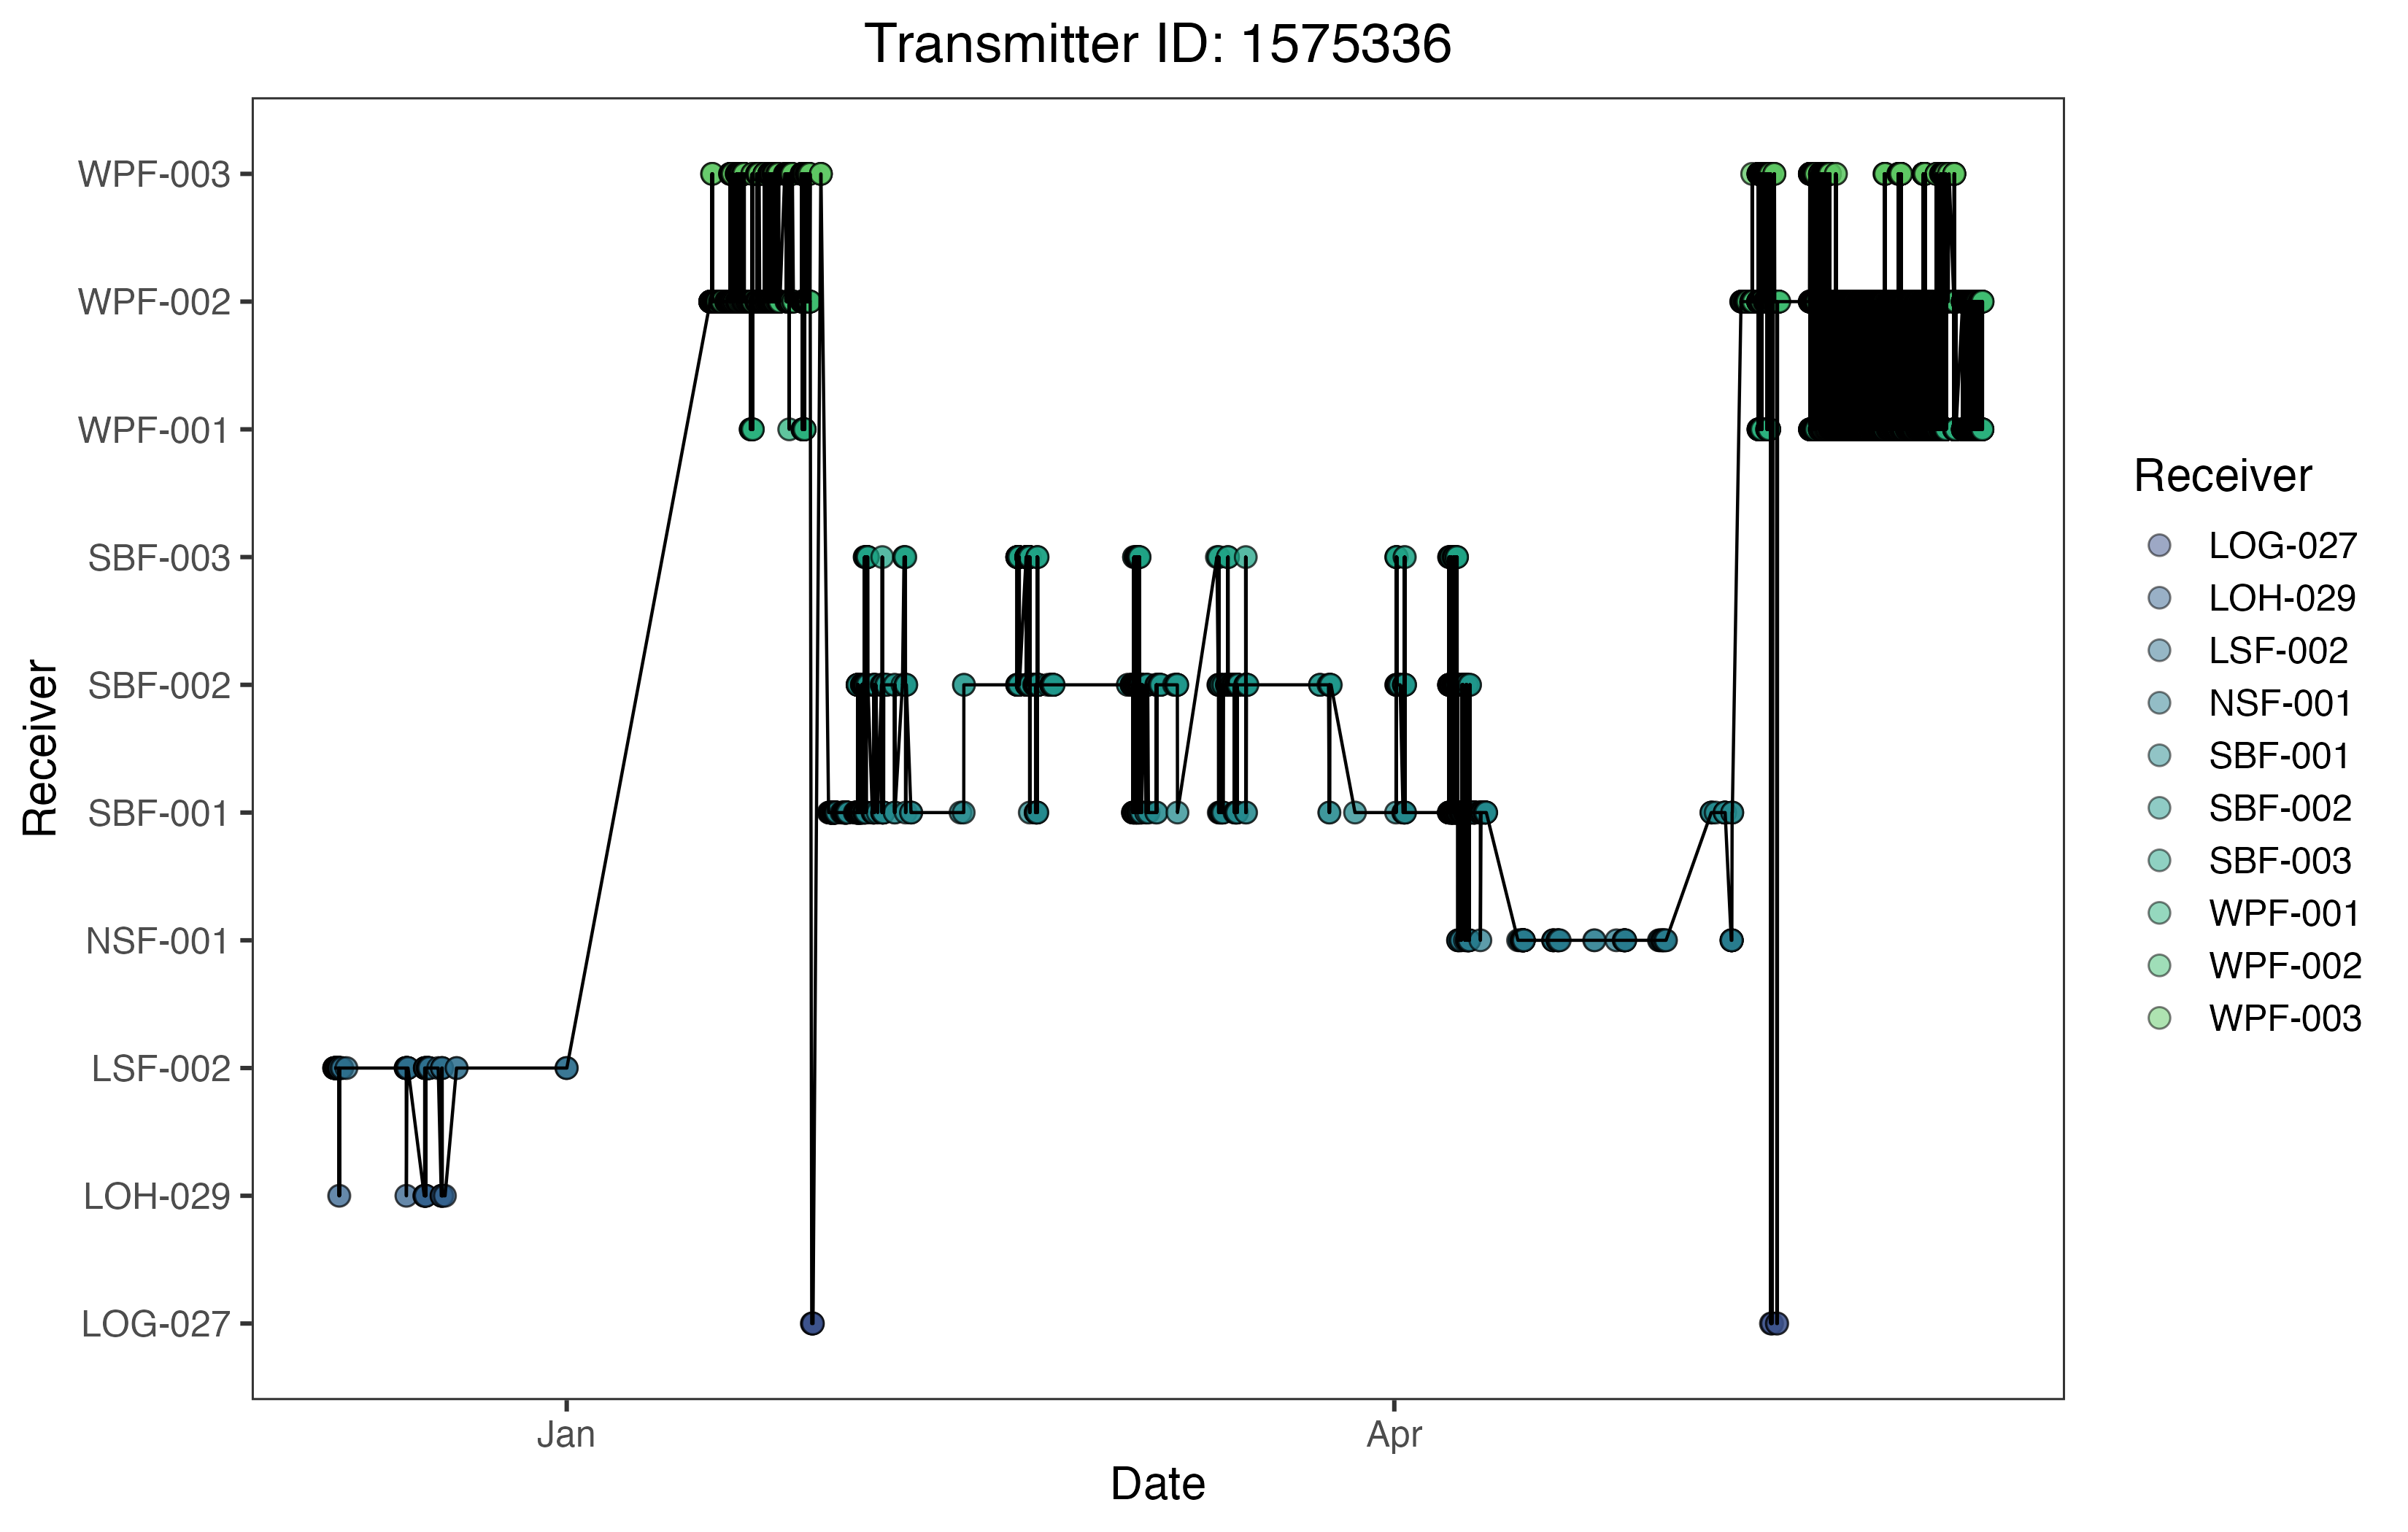 Transmitter ID: 1575336
WPF-003
WPF-002
WPF-001
SBF-003
SBF-002
SBF-001
NSF-001
LSF-002
LOH-029
LOG-027
Receiver
Jan
Apr
Date
Receiver
LOG-027
LOH-029
LSF-002
NSF-001
SBF-001
SBF-002
SBF-003
WPF-001
WPF-002
WPF-003